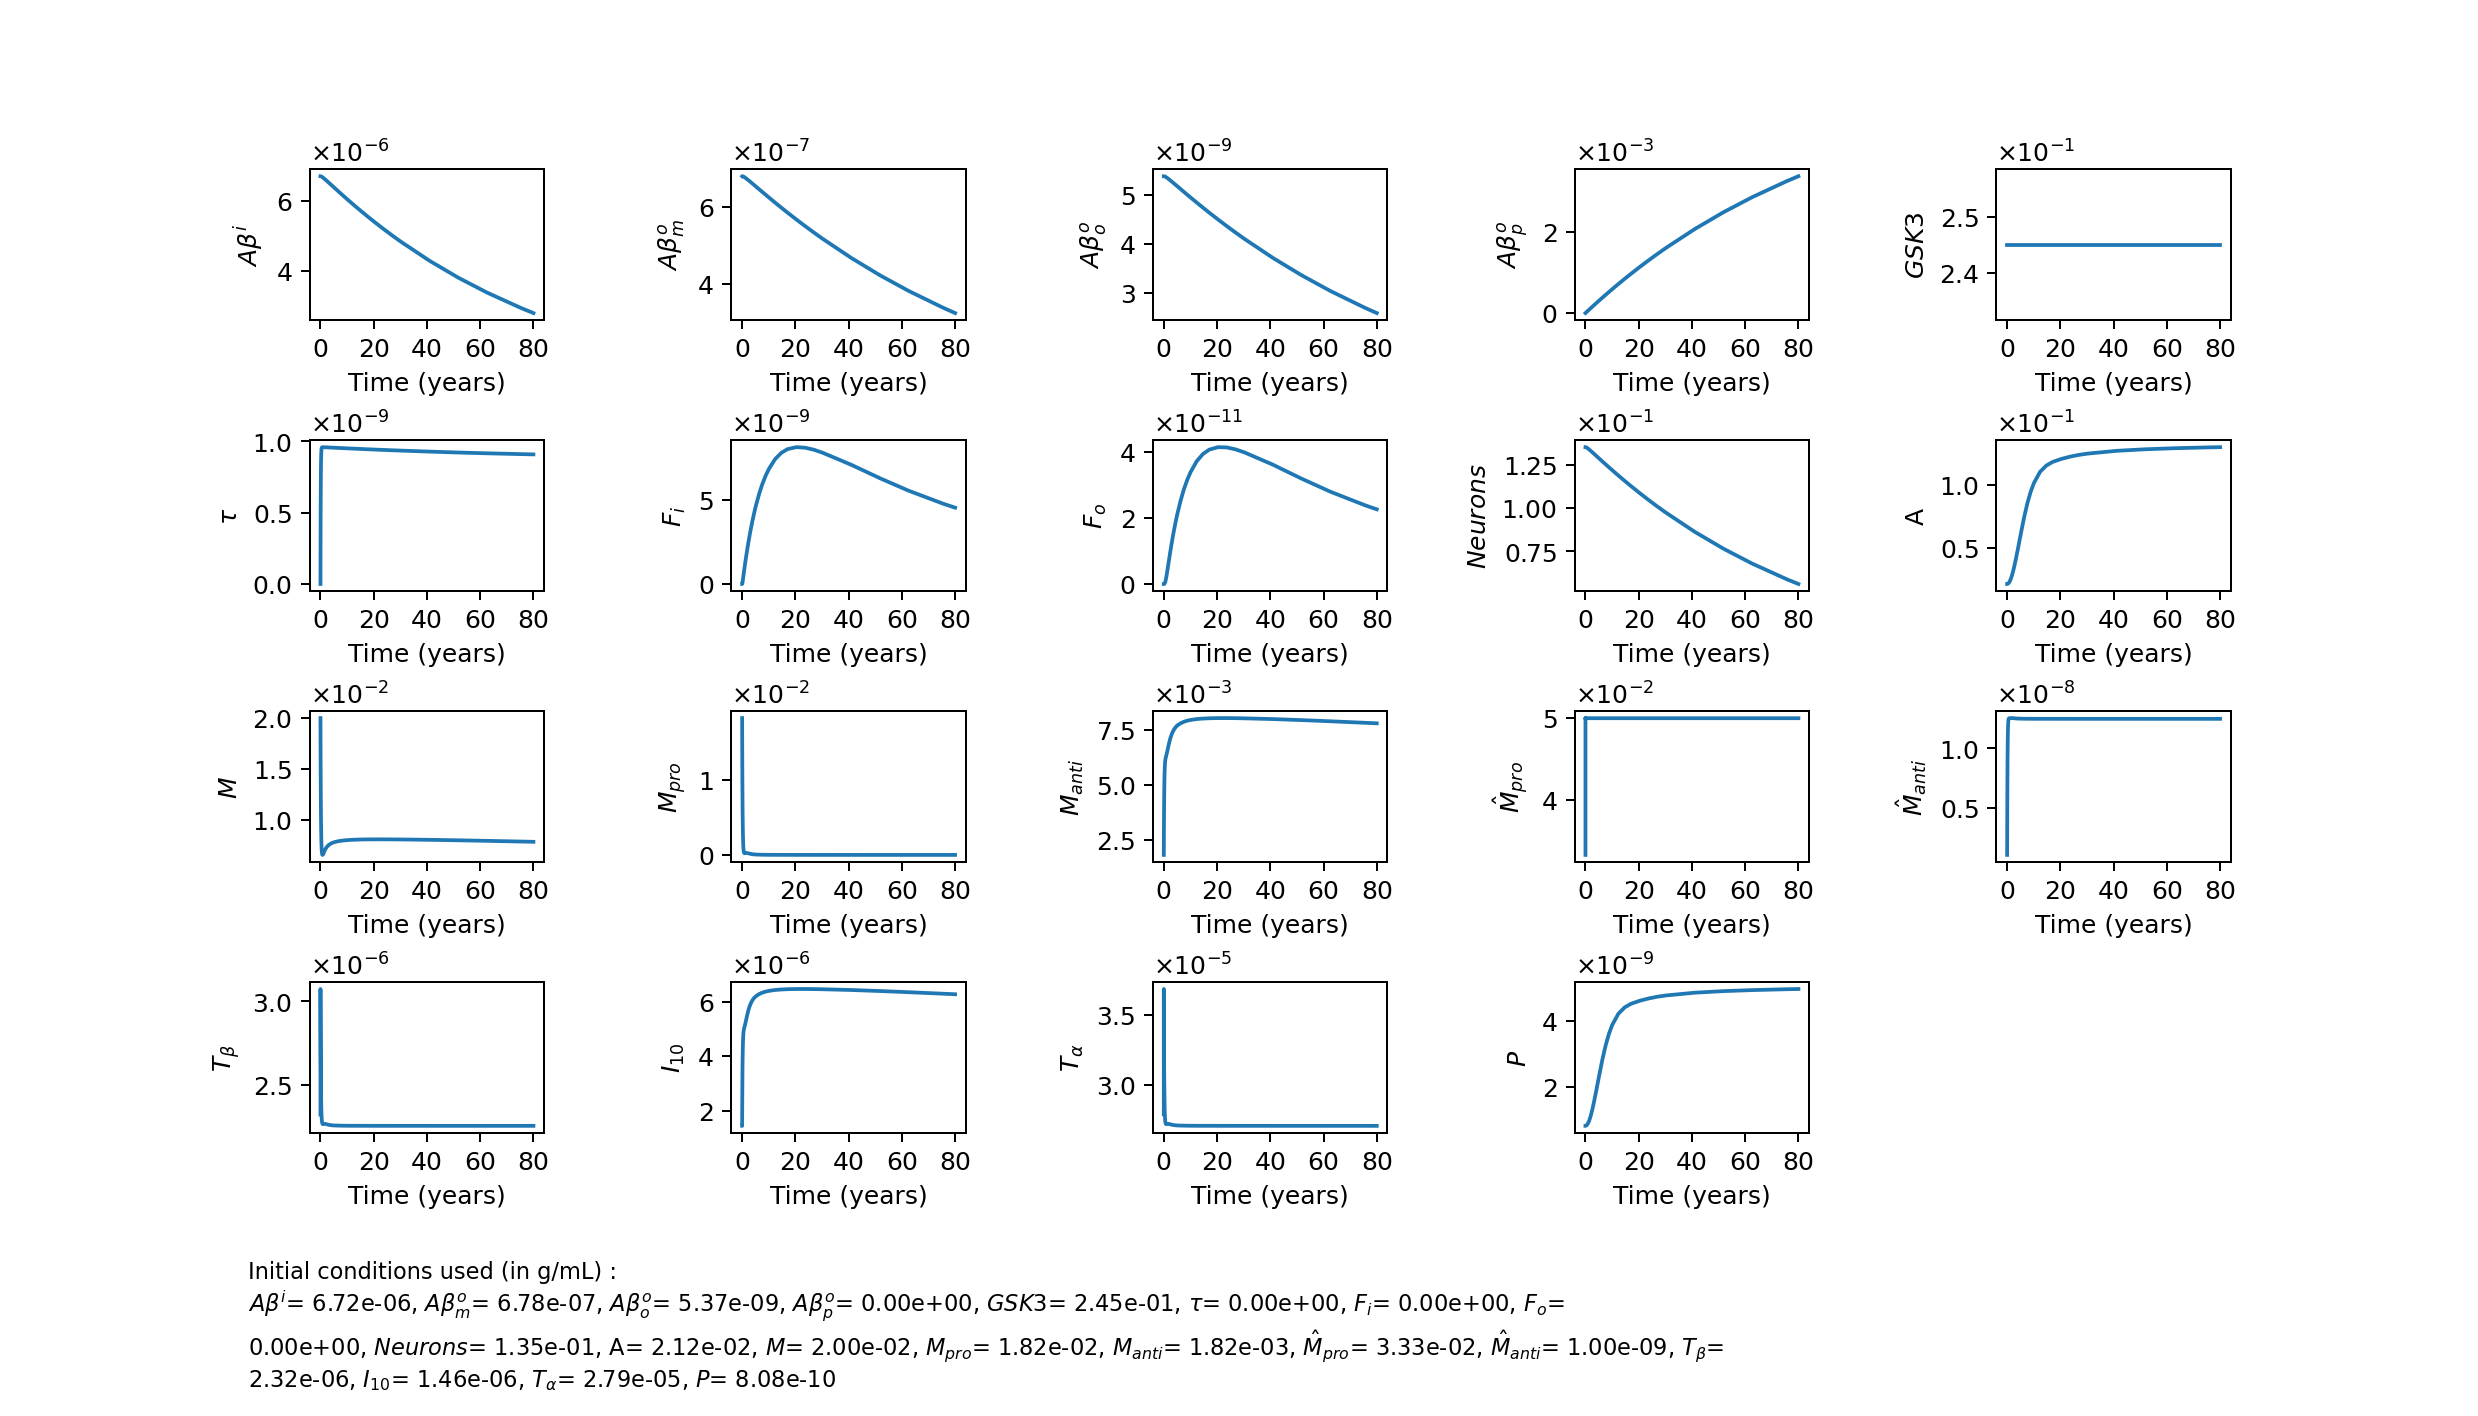 ×10⁻⁶ ×10⁻⁷ ×10⁻⁹ ×10⁻³ ×10⁻¹
Aβⁱ 6 4
Aβₘᵒ 6 4
Aβₒᵒ 5 4 3
Aβₚᵒ 2 0
GSK3 2.5 2.4
0 20 40 60 80 0 20 40 60 80 0 20 40 60 80 0 20 40 60 80 0 20 40 60 80
Time (years) Time (years) Time (years) Time (years) Time (years)
×10⁻⁹ ×10⁻⁹ ×10⁻¹¹ ×10⁻¹ ×10⁻¹
τ 1.0 0.5 0.0
Fᵢ 5 0
Fₒ 4 2 0
Neurons 1.25 1.00 0.75
A 1.0 0.5
0 20 40 60 80 0 20 40 60 80 0 20 40 60 80 0 20 40 60 80 0 20 40 60 80
Time (years) Time (years) Time (years) Time (years) Time (years)
×10⁻² ×10⁻² ×10⁻³ ×10⁻² ×10⁻⁸
M 2.0 1.5 1.0
Mₚᵣₒ 1 0
Mₐₙₜᵢ 7.5 5.0 2.5
M̂ₚᵣₒ 5 4
M̂ₐₙₜᵢ 1.0 0.5
0 20 40 60 80 0 20 40 60 80 0 20 40 60 80 0 20 40 60 80 0 20 40 60 80
Time (years) Time (years) Time (years) Time (years) Time (years)
×10⁻⁶ ×10⁻⁶ ×10⁻⁵ ×10⁻⁹
Tᵦ 3.0 2.5
I₁₀ 6 4 2
T_α 3.5 3.0
P 4 2
0 20 40 60 80 0 20 40 60 80 0 20 40 60 80 0 20 40 60 80
Time (years) Time (years) Time (years) Time (years)
Initial conditions used (in g/mL) :
Aβⁱ= 6.72e-06, Aβₘᵒ= 6.78e-07, Aβₒᵒ= 5.37e-09, Aβₚᵒ= 0.00e+00, GSK3= 2.45e-01, τ= 0.00e+00, Fᵢ= 0.00e+00, Fₒ=
0.00e+00, Neurons= 1.35e-01, A= 2.12e-02, M= 2.00e-02, Mₚᵣₒ= 1.82e-02, Mₐₙₜᵢ= 1.82e-03, M̂ₚᵣₒ= 3.33e-02, M̂ₐₙₜᵢ= 1.00e-09, Tᵦ=
2.32e-06, I₁₀= 1.46e-06, T_α= 2.79e-05, P= 8.08e-10